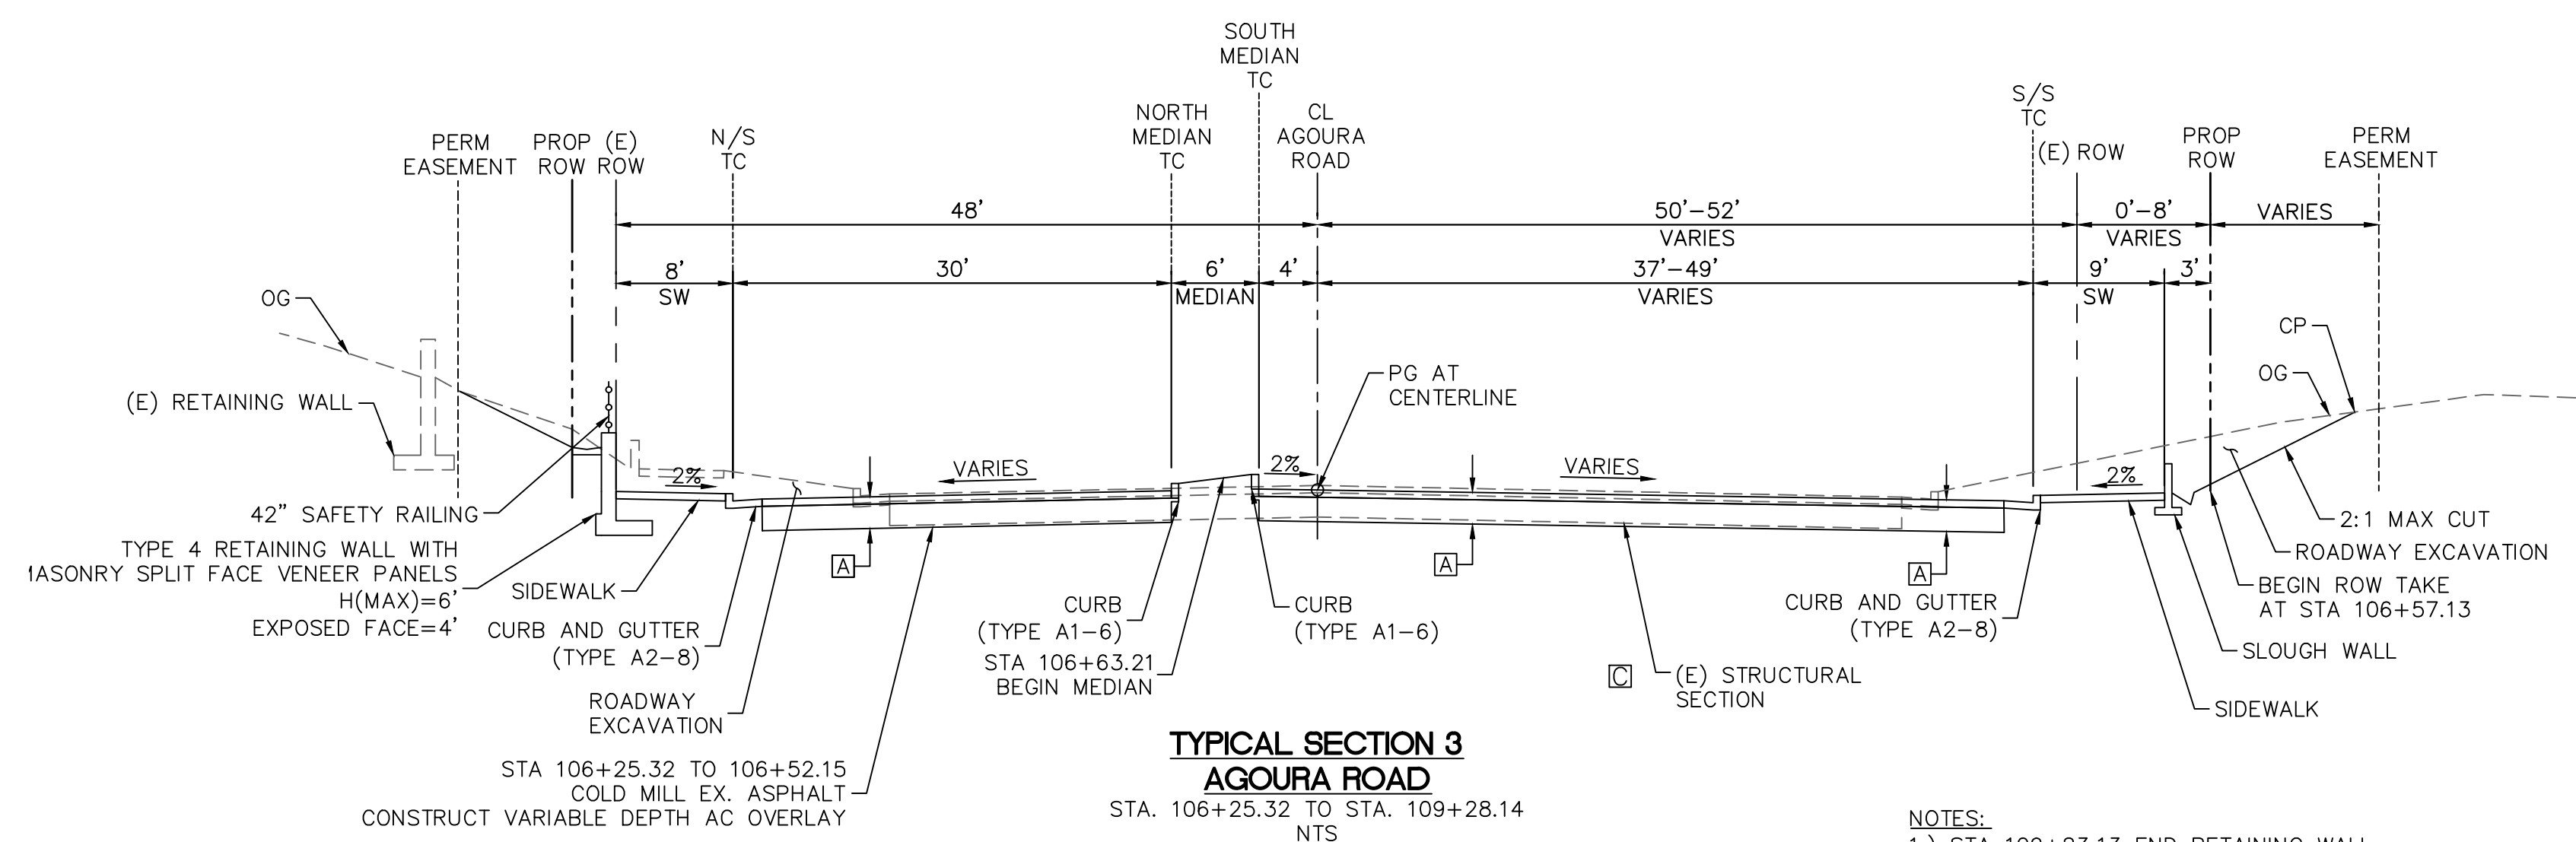 SOUTH
MEDIAN
TC
NORTH
MEDIAN
TC
CL
AGOURA
ROAD
S/S
TC
PERM
EASEMENT
PROP (E)
ROW ROW
N/S
TC
(E) ROW
PROP
ROW
PERM
EASEMENT
48'
50'-52'
VARIES
0'-8'
VARIES
VARIES
8'
SW
30'
6'
MEDIAN
4'
37'-49'
VARIES
9'
SW
3'
OG
(E) RETAINING WALL
42" SAFETY RAILING
TYPE 4 RETAINING WALL WITH
MASONRY SPLIT FACE VENEER PANELS
H(MAX)=6'
EXPOSED FACE=4'
2%
VARIES
2%
PG AT
CENTERLINE
VARIES
2%
CP
OG
2:1 MAX CUT
ROADWAY EXCAVATION
BEGIN ROW TAKE
AT STA 106+57.13
SLOUGH WALL
SIDEWALK
A
A
A
SIDEWALK
CURB AND GUTTER
(TYPE A2-8)
ROADWAY
EXCAVATION
STA 106+25.32 TO 106+52.15
COLD MILL EX. ASPHALT
CONSTRUCT VARIABLE DEPTH AC OVERLAY
CURB
(TYPE A1-6)
STA 106+63.21
BEGIN MEDIAN
CURB
(TYPE A1-6)
C
(E) STRUCTURAL
SECTION
CURB AND GUTTER
(TYPE A2-8)
TYPICAL SECTION 3
AGOURA ROAD
STA. 106+25.32 TO STA. 109+28.14
NTS
NOTES: